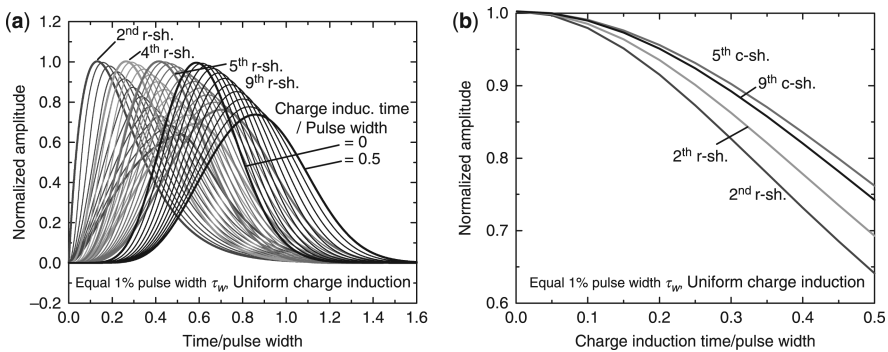 (a)
1.2
1.0
0.8
0.6
0.4
0.2
0.0
−0.2
Normalized amplitude
2nd r-sh.
4th r-sh.
5th r-sh.
9th r-sh.
Charge induc. time
/ Pulse width
= 0
= 0.5
Equal 1% pulse width τw, Uniform charge induction
0.0 0.2 0.4 0.6 0.8 1.0 1.2 1.4 1.6
Time/pulse width
(b)
1.0
0.9
0.8
0.7
0.6
Normalized amplitude
5th c-sh.
9th c-sh.
2th r-sh.
2nd r-sh.
Equal 1% pulse width τw, Uniform charge induction
0.0 0.1 0.2 0.3 0.4 0.5
Charge induction time/pulse width